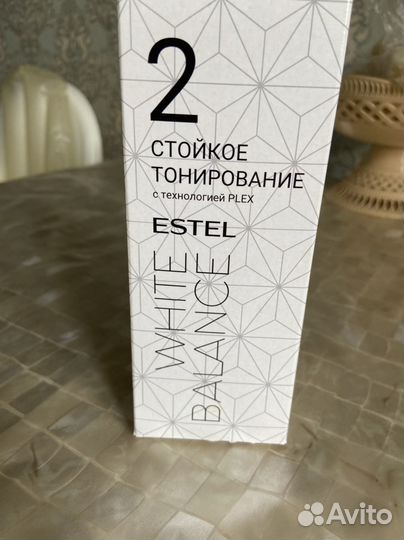 2
СТОЙКОЕ
ТОНИРОВАНИЕ
с технологией PLEX
ESTEL
WHITE
BALANCE
Avito